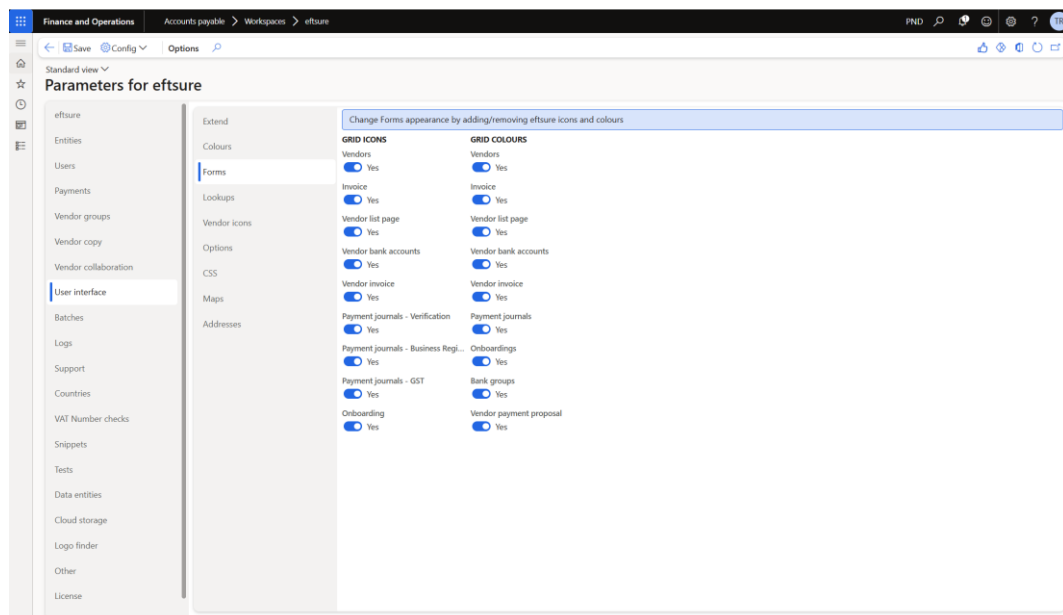 Finance and Operations
Accounts payable > Workspaces > eftsure
PND
?
TR
Save
Config
Options
Standard view
Parameters for eftsure
eftsure
Entities
Users
Payments
Vendor groups
Vendor copy
Vendor collaboration
User interface
Batches
Logs
Support
Countries
VAT Number checks
Snippets
Tests
Data entities
Cloud storage
Logo finder
Other
License
Extend
Colours
Forms
Lookups
Vendor icons
Options
CSS
Maps
Addresses
Change Forms appearance by adding/removing eftsure icons and colours
GRID ICONS
Vendors
Yes
Invoice
Yes
Vendor list page
Yes
Vendor bank accounts
Yes
Vendor invoice
Yes
Payment journals - Verification
Yes
Payment journals - Business Regi...
Yes
Payment journals - GST
Yes
Onboarding
Yes
GRID COLOURS
Vendors
Yes
Invoice
Yes
Vendor list page
Yes
Vendor bank accounts
Yes
Vendor invoice
Yes
Payment journals
Yes
Onboardings
Yes
Bank groups
Yes
Vendor payment proposal
Yes